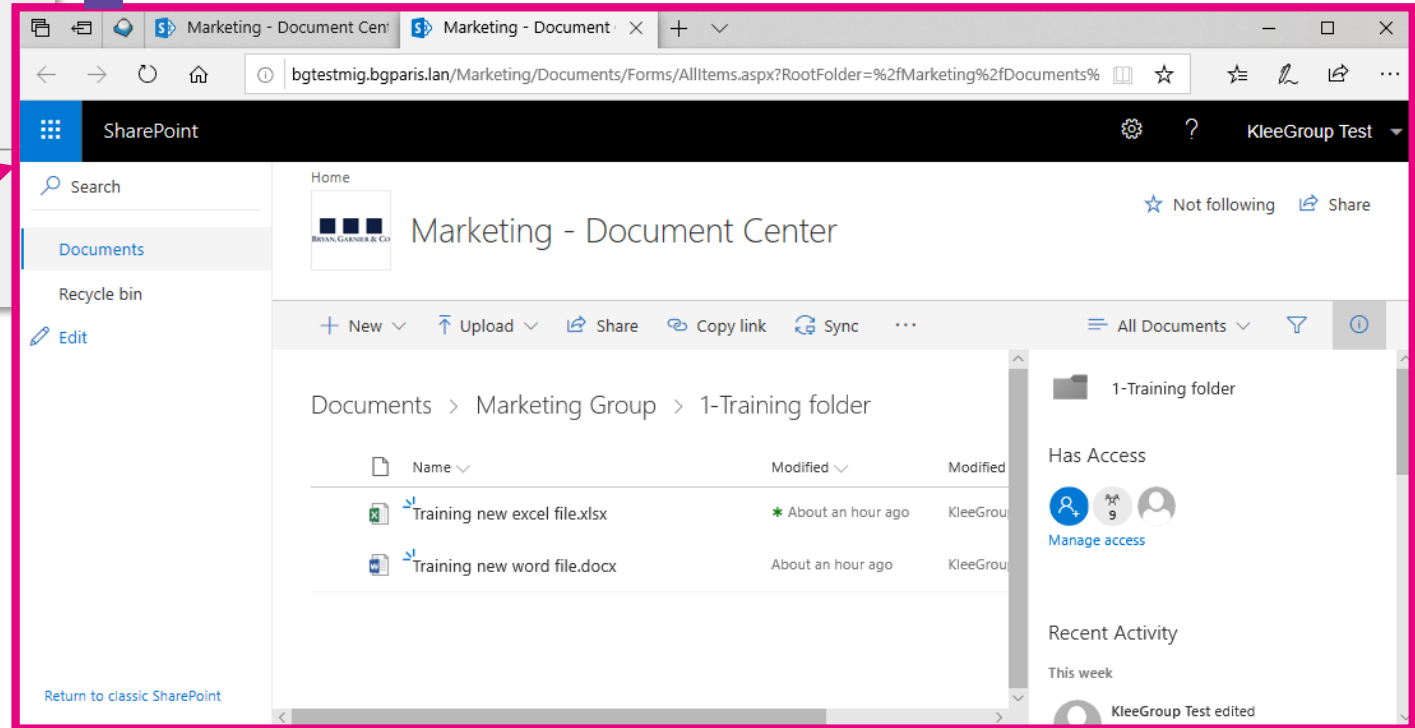 Marketing - Document Cent
Marketing - Document
bgtestmig.bgparis.lan/Marketing/Documents/Forms/AllItems.aspx?RootFolder=%2fMarketing%2fDocuments%
SharePoint
?
KleeGroup Test
Search
Home
BRYAN, GARNIER & CO
Marketing - Document Center
Not following
Share
Documents
Recycle bin
Edit
New
Upload
Share
Copy link
Sync
...
All Documents
Documents > Marketing Group > 1-Training folder
Name
Modified
Modified
Training new excel file.xlsx
About an hour ago
KleeGrou
Training new word file.docx
About an hour ago
KleeGrou
1-Training folder
Has Access
9
Manage access
Recent Activity
This week
KleeGroup Test edited
Return to classic SharePoint